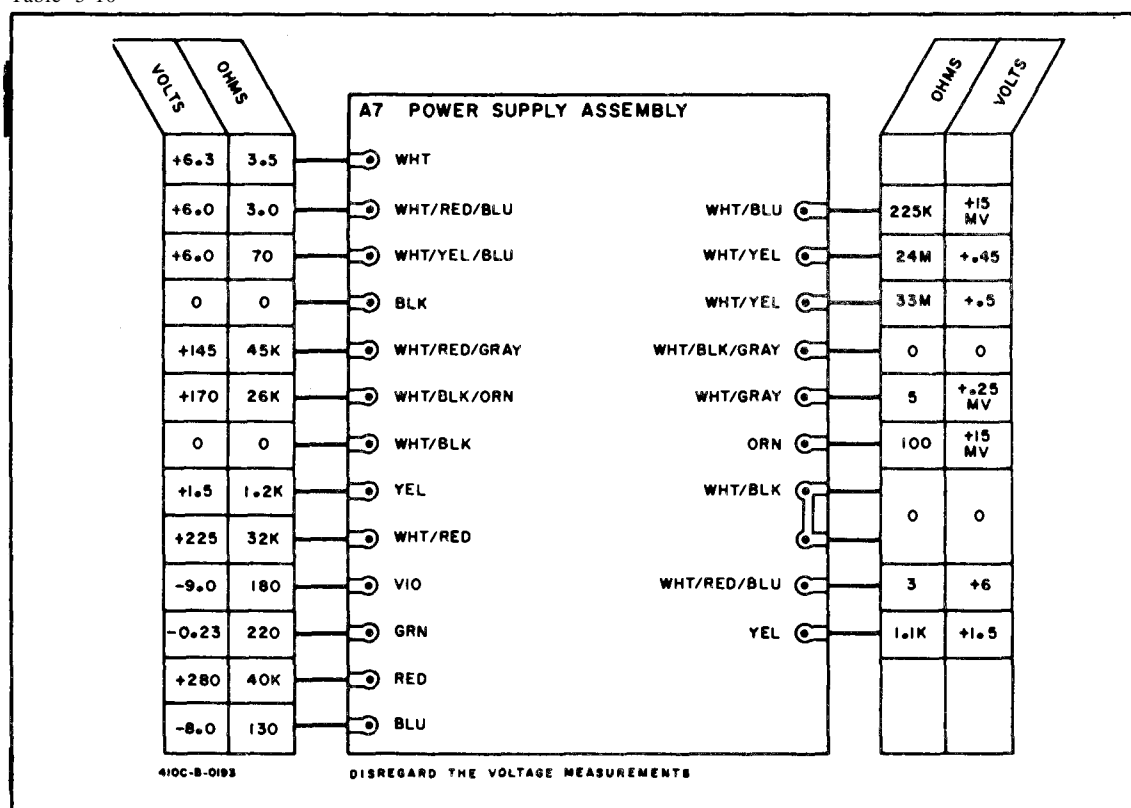 VOLTS OHMS
OHMS VOLTS
A7 POWER SUPPLY ASSEMBLY
+6.3 3.5 WHT
+6.0 3.0 WHT/RED/BLU WHT/BLU 225K +15 MV
+6.0 70 WHT/YEL/BLU WHT/YEL 24M +.45
0 0 BLK WHT/YEL 33M +.5
+145 45K WHT/RED/GRAY WHT/BLK/GRAY 0 0
+170 26K WHT/BLK/ORN WHT/GRAY 5 +.25 MV
0 0 WHT/BLK ORN 100 +15 MV
+1.5 1.2K YEL WHT/BLK 0 0
+225 32K WHT/RED
-9.0 180 VIO WHT/RED/BLU 3 +6
-0.23 220 GRN YEL 1.1K +1.5
+280 40K RED
-8.0 130 BLU
410C-B-0193 DISREGARD THE VOLTAGE MEASUREMENTS